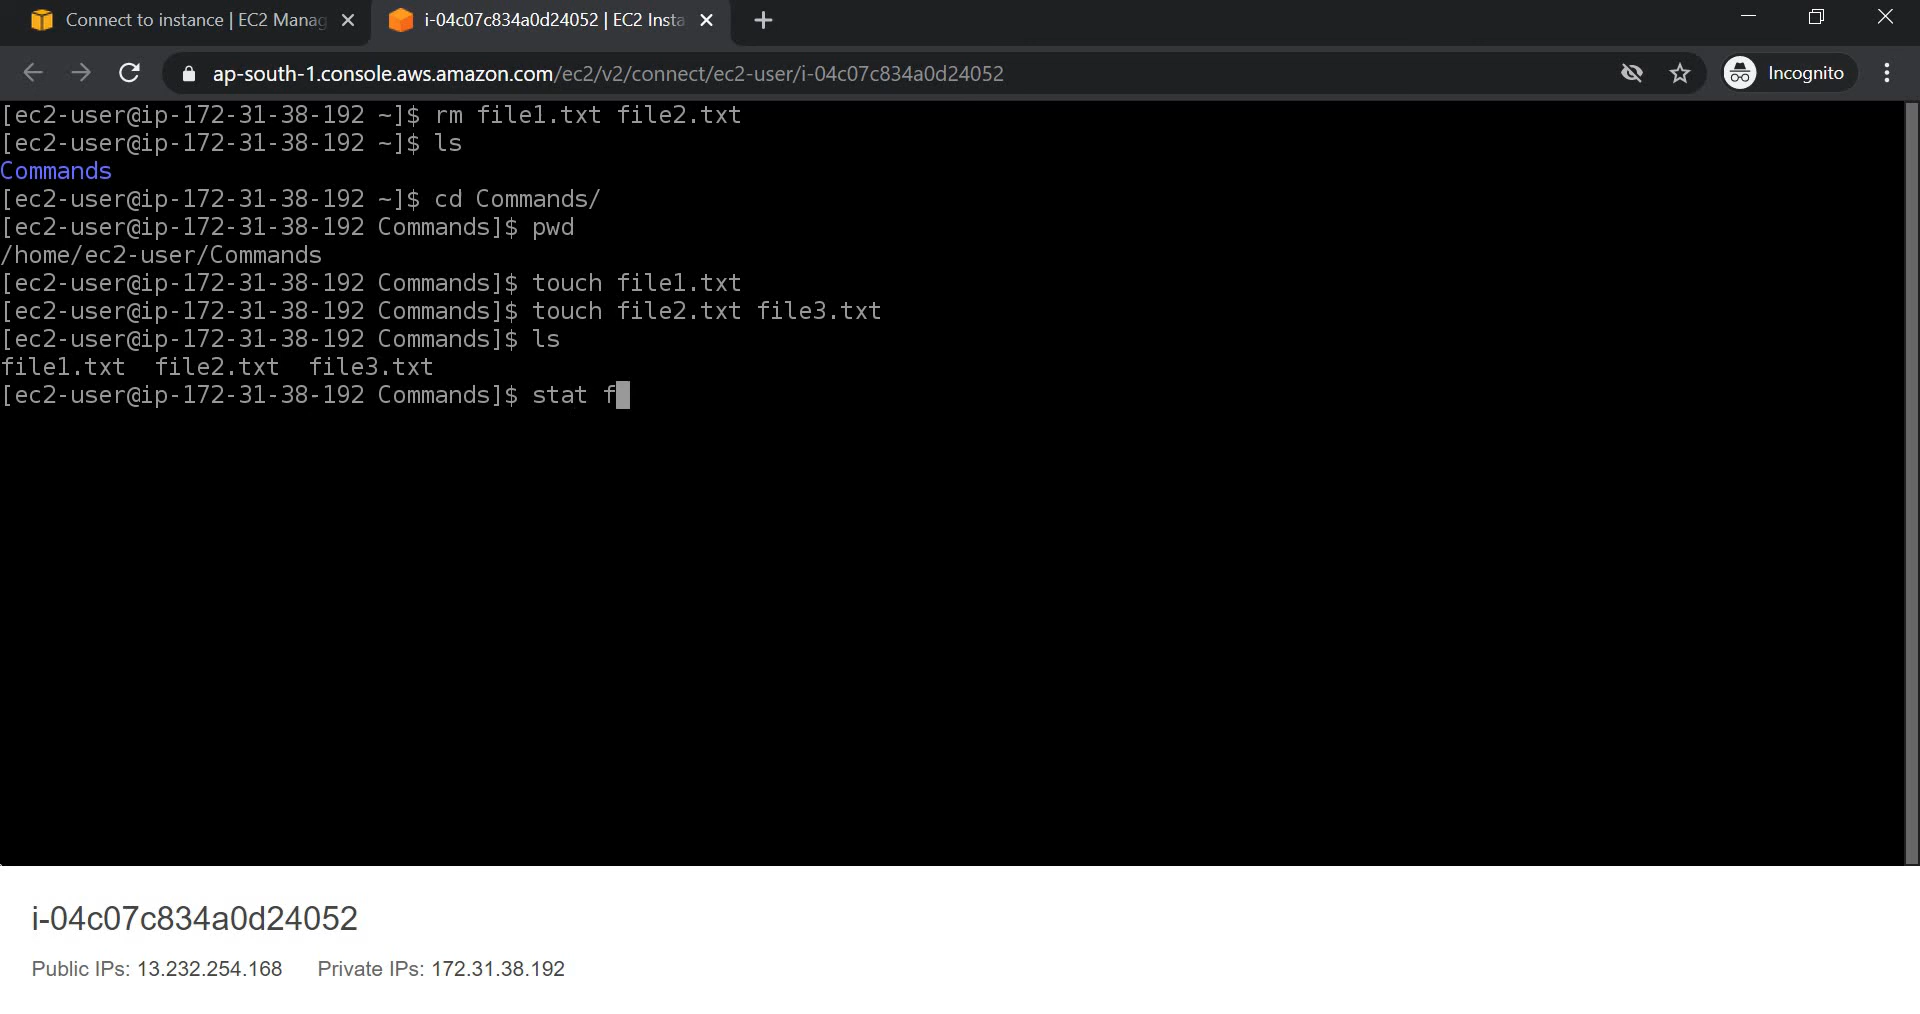 Connect to instance | EC2 Manag
i-04c07c834a0d24052 | EC2 Insta
ap-south-1.console.aws.amazon.com/ec2/v2/connect/ec2-user/i-04c07c834a0d24052
Incognito
[ec2-user@ip-172-31-38-192 ~]$ rm file1.txt file2.txt
[ec2-user@ip-172-31-38-192 ~]$ ls
Commands
[ec2-user@ip-172-31-38-192 ~]$ cd Commands/
[ec2-user@ip-172-31-38-192 Commands]$ pwd
/home/ec2-user/Commands
[ec2-user@ip-172-31-38-192 Commands]$ touch file1.txt
[ec2-user@ip-172-31-38-192 Commands]$ touch file2.txt file3.txt
[ec2-user@ip-172-31-38-192 Commands]$ ls
file1.txt  file2.txt  file3.txt
[ec2-user@ip-172-31-38-192 Commands]$ stat f
i-04c07c834a0d24052
Public IPs: 13.232.254.168 Private IPs: 172.31.38.192